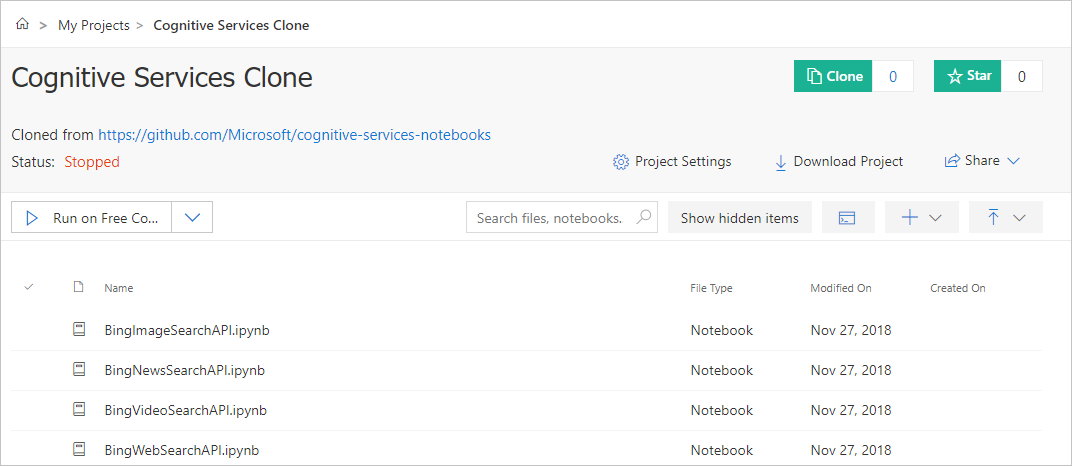 > My Projects > Cognitive Services Clone
Cognitive Services Clone
Clone 0 Star 0
Cloned from https://github.com/Microsoft/cognitive-services-notebooks
Status: Stopped Project Settings Download Project Share
Run on Free Co... Search files, notebooks. Show hidden items
Name File Type Modified On Created On
BingImageSearchAPI.ipynb Notebook Nov 27, 2018
BingNewsSearchAPI.ipynb Notebook Nov 27, 2018
BingVideoSearchAPI.ipynb Notebook Nov 27, 2018
BingWebSearchAPI.ipynb Notebook Nov 27, 2018